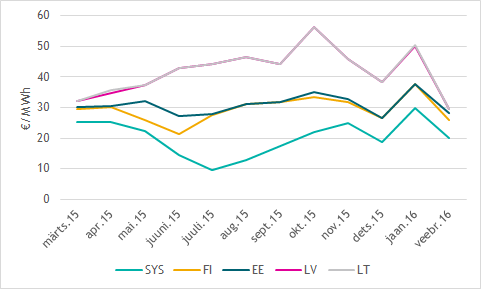 60
50
40
30
20
10
0
€/MWh
märts.15
apr.15
mai.15
juuni.15
juuli.15
aug.15
sept.15
okt.15
nov.15
dets.15
jaan.16
veebr.16
SYS FI EE LV LT